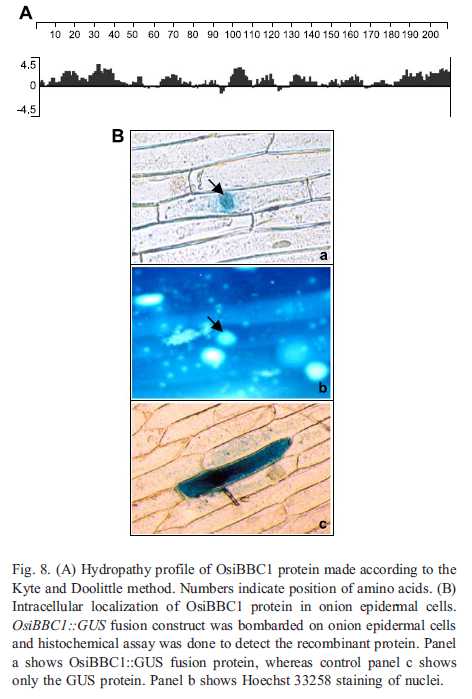 A
10 20 30 40 50 60 70 80 90 100 110 120 130 140 150 160 170 180 190 200
4.5
0
-4.5
B
a
b
c
Fig. 8. (A) Hydropathy profile of OsiBBC1 protein made according to the
Kyte and Doolittle method. Numbers indicate position of amino acids. (B)
Intracellular localization of OsiBBC1 protein in onion epidermal cells.
OsiBBC1::GUS fusion construct was bombarded on onion epidermal cells
and histochemical assay was done to detect the recombinant protein. Panel
a shows OsiBBC1::GUS fusion protein, whereas control panel c shows
only the GUS protein. Panel b shows Hoechst 33258 staining of nuclei.